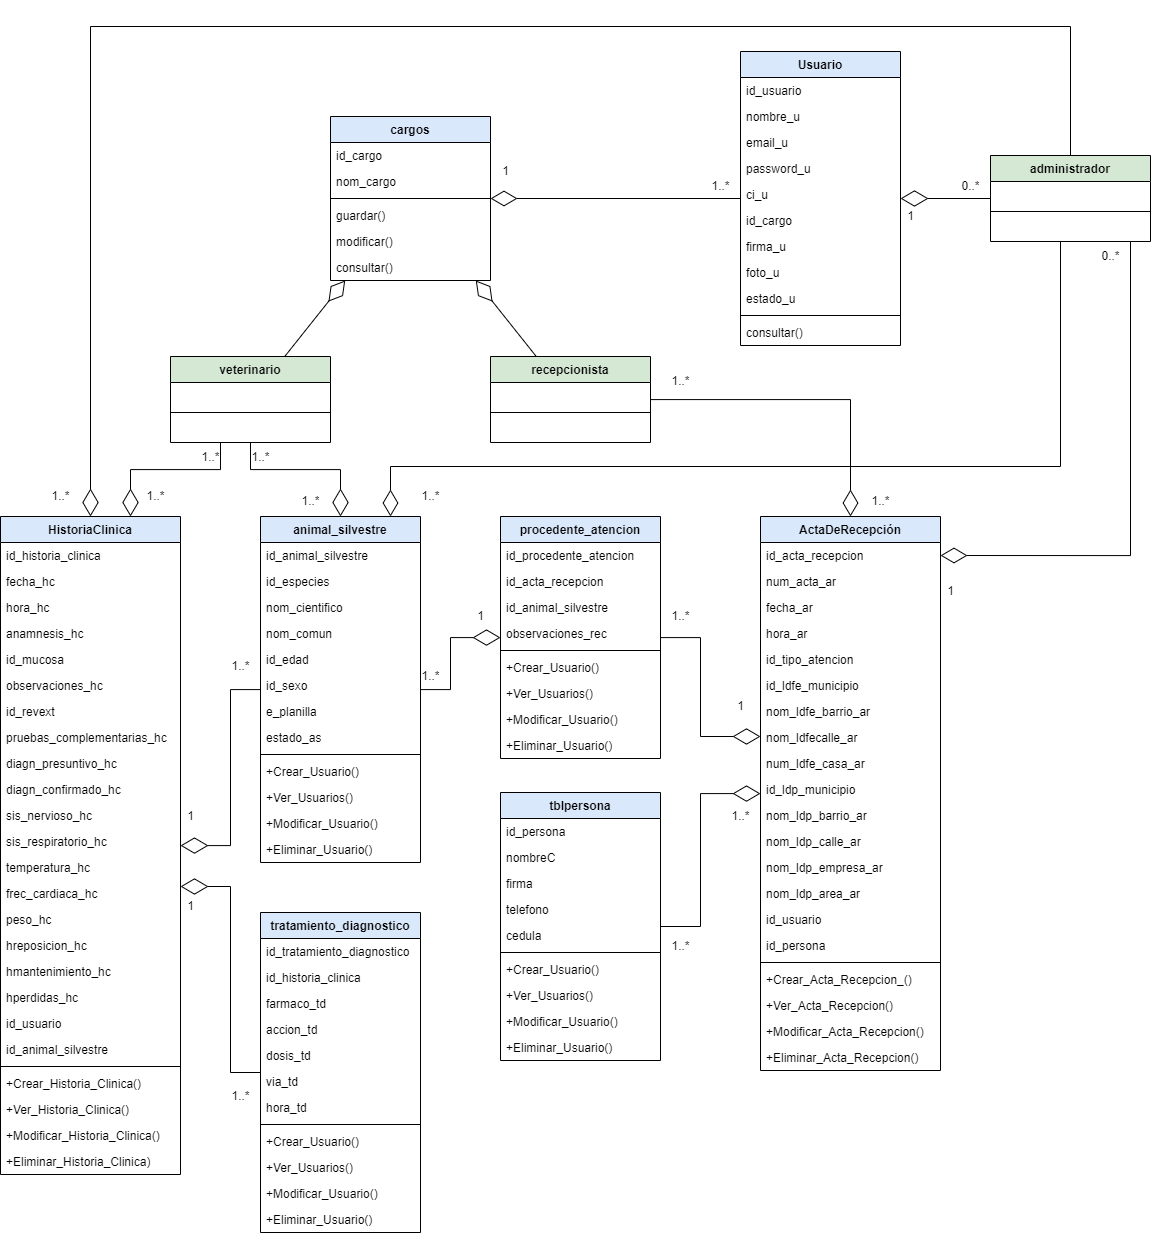 Usuario
id_usuario
nombre_u
email_u
password_u
ci_u
id_cargo
firma_u
foto_u
estado_u
consultar()
cargos
id_cargo
nom_cargo
guardar()
modificar()
consultar()
1
1..*
administrador
0..*
1
0..*
veterinario
recepcionista
1..*
1..*
1..*
1..*
1..*
1..*
1..*
1..*
HistoriaClinica
id_historia_clinica
fecha_hc
hora_hc
anamnesis_hc
id_mucosa
observaciones_hc
id_revext
pruebas_complementarias_hc
diagn_presuntivo_hc
diagn_confirmado_hc
sis_nervioso_hc
sis_respiratorio_hc
temperatura_hc
frec_cardiaca_hc
peso_hc
hreposicion_hc
hmantenimiento_hc
hperdidas_hc
id_usuario
id_animal_silvestre
+Crear_Historia_Clinica()
+Ver_Historia_Clinica()
+Modificar_Historia_Clinica()
+Eliminar_Historia_Clinica)
1..*
1
1
1..*
animal_silvestre
id_animal_silvestre
id_especies
nom_cientifico
nom_comun
id_edad
id_sexo
e_planilla
estado_as
+Crear_Usuario()
+Ver_Usuarios()
+Modificar_Usuario()
+Eliminar_Usuario()
tratamiento_diagnostico
id_tratamiento_diagnostico
id_historia_clinica
farmaco_td
accion_td
dosis_td
via_td
hora_td
+Crear_Usuario()
+Ver_Usuarios()
+Modificar_Usuario()
+Eliminar_Usuario()
1
1..*
procedente_atencion
id_procedente_atencion
id_acta_recepcion
id_animal_silvestre
observaciones_rec
+Crear_Usuario()
+Ver_Usuarios()
+Modificar_Usuario()
+Eliminar_Usuario()
1..*
1
tblpersona
id_persona
nombreC
firma
telefono
cedula
+Crear_Usuario()
+Ver_Usuarios()
+Modificar_Usuario()
+Eliminar_Usuario()
1..*
1..*
ActaDeRecepción
id_acta_recepcion
num_acta_ar
fecha_ar
hora_ar
id_tipo_atencion
id_ldfe_municipio
nom_ldfe_barrio_ar
nom_ldfecalle_ar
num_ldfe_casa_ar
id_ldp_municipio
nom_ldp_barrio_ar
nom_ldp_calle_ar
nom_ldp_empresa_ar
nom_ldp_area_ar
id_usuario
id_persona
+Crear_Acta_Recepcion_()
+Ver_Acta_Recepcion()
+Modificar_Acta_Recepcion()
+Eliminar_Acta_Recepcion()
1